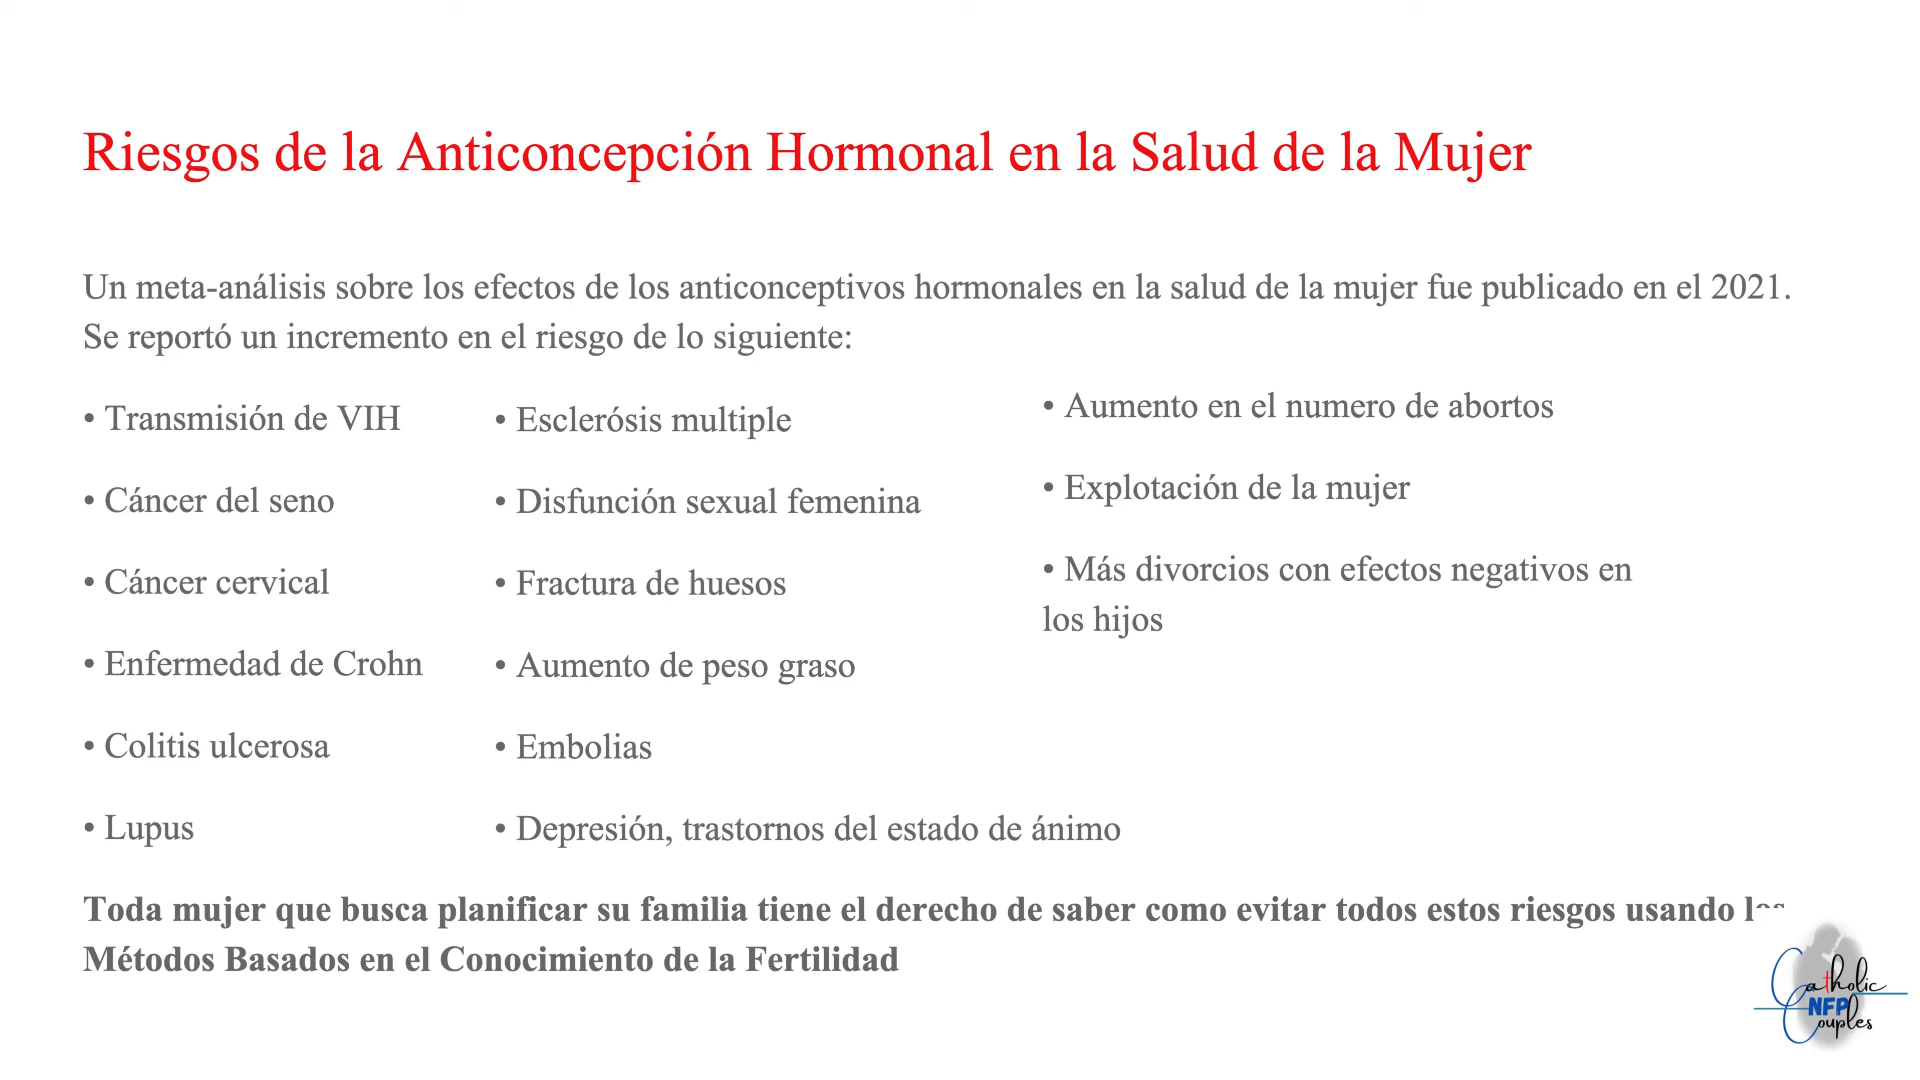 Riesgos de la Anticoncepción Hormonal en la Salud de la Mujer
Un meta-análisis sobre los efectos de los anticonceptivos hormonales en la salud de la mujer fue publicado en el 2021.
Se reportó un incremento en el riesgo de lo siguiente:
• Transmisión de VIH
• Cáncer del seno
• Cáncer cervical
• Enfermedad de Crohn
• Colitis ulcerosa
• Lupus
• Esclerósis multiple
• Disfunción sexual femenina
• Fractura de huesos
• Aumento de peso graso
• Embolias
• Depresión, trastornos del estado de ánimo
• Aumento en el numero de abortos
• Explotación de la mujer
• Más divorcios con efectos negativos en
los hijos
Toda mujer que busca planificar su familia tiene el derecho de saber como evitar todos estos riesgos usando los
Métodos Basados en el Conocimiento de la Fertilidad
Catholic
NFP
Couples